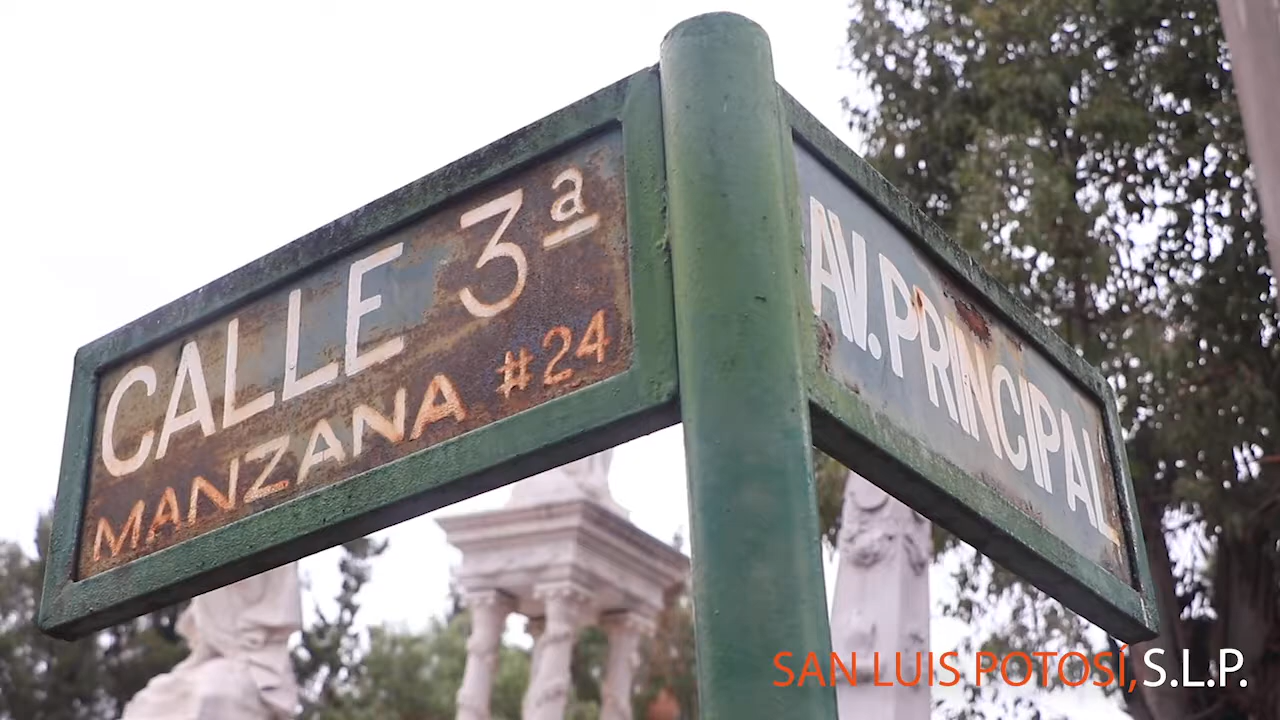 CALLE 3ª
MANZANA #24
AV. PRINCIPAL
SAN LUIS POTOSÍ, S.L.P.